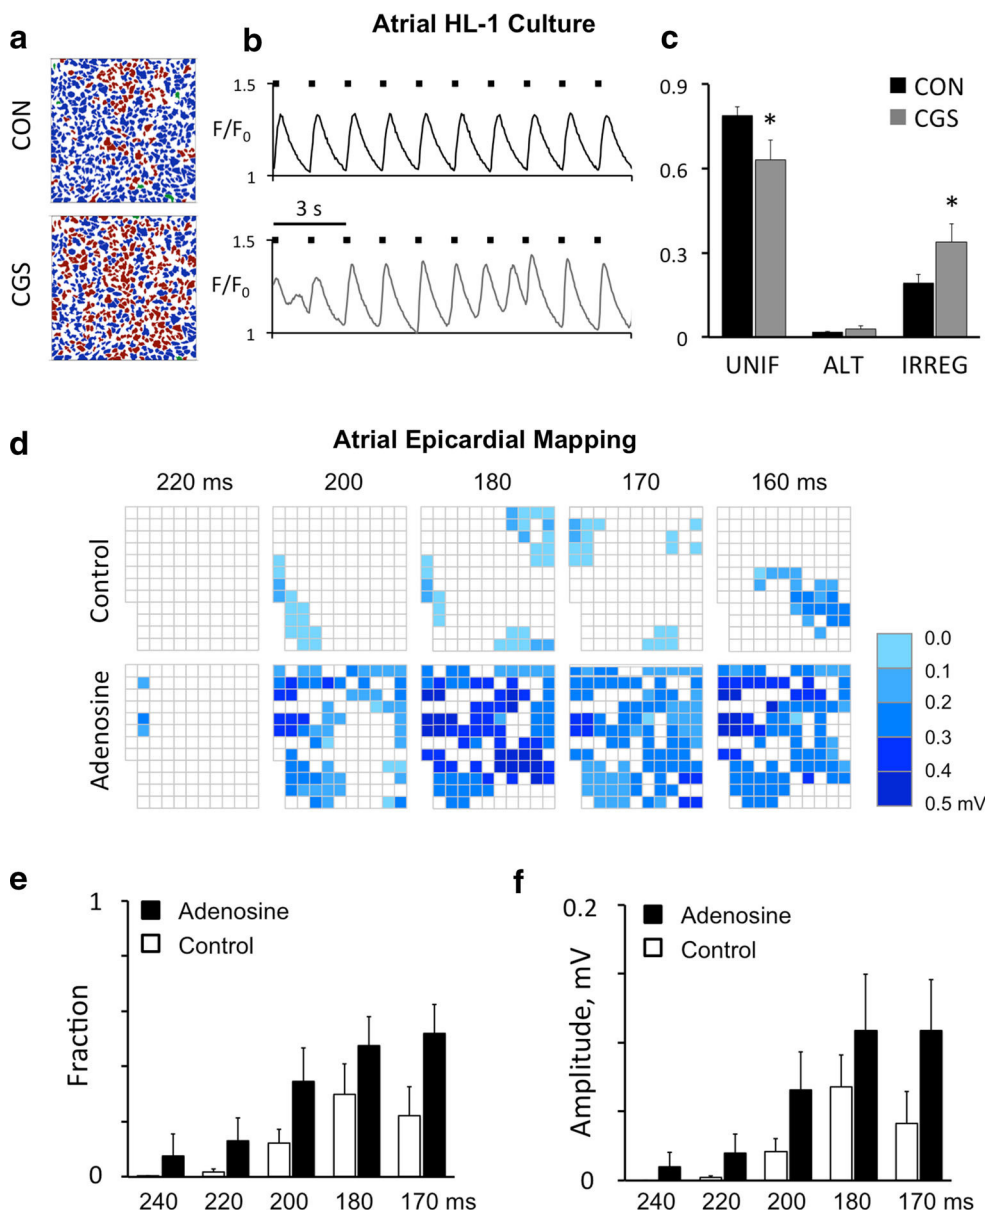 Atrial HL-1 Culture
a
b
c
CON
CGS
1.5
F/F0
1
3 s
1.5
F/F0
1
0.9
0.6
0.3
0
CON
CGS
*
*
UNIF ALT IRREG
d
Atrial Epicardial Mapping
220 ms 200 180 170 160 ms
Control
Adenosine
0.0
0.1
0.2
0.3
0.4
0.5 mV
e
1
Fraction
0
Adenosine
Control
240 220 200 180 170 ms
f
0.2
Amplitude, mV
0
Adenosine
Control
240 220 200 180 170 ms